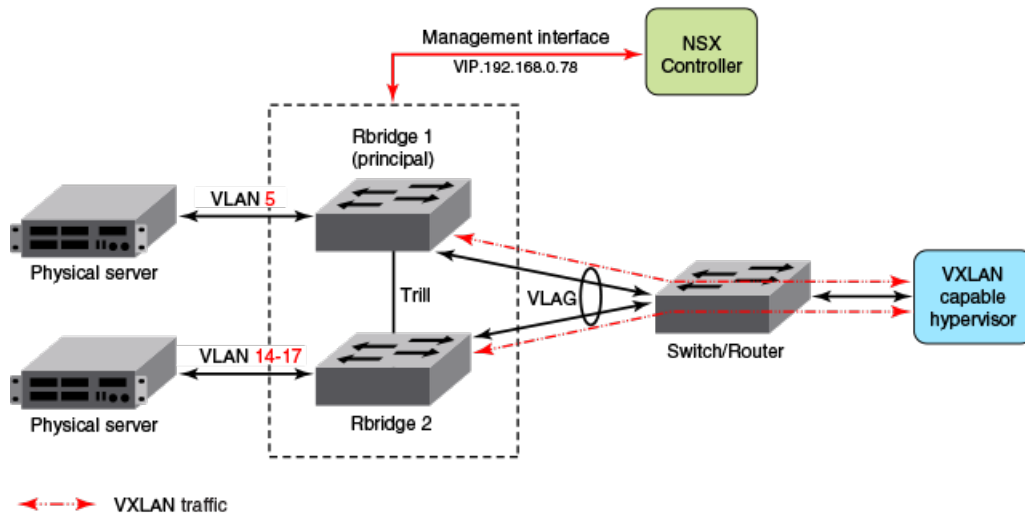 Management interface
VIP.192.168.0.78
NSX
Controller
Rbridge 1
(principal)
VLAN 5
Physical server
Trill
VLAG
VXLAN
capable
hypervisor
Switch/Router
VLAN 14-17
Physical server
Rbridge 2
VXLAN traffic